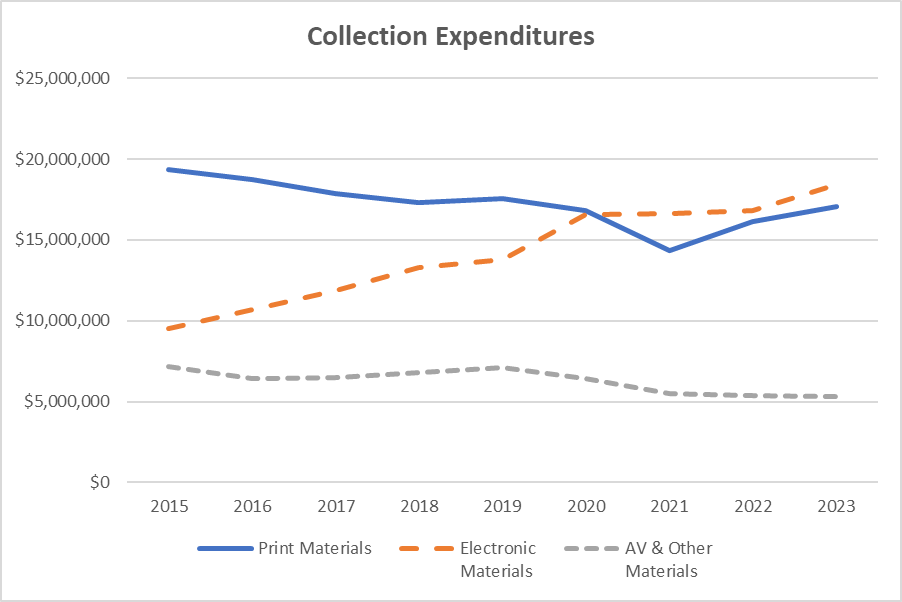 Collection Expenditures
$25,000,000
$20,000,000
$15,000,000
$10,000,000
$5,000,000
$0
2015 2016 2017 2018 2019 2020 2021 2022 2023
Print Materials Electronic AV & Other
Materials Materials